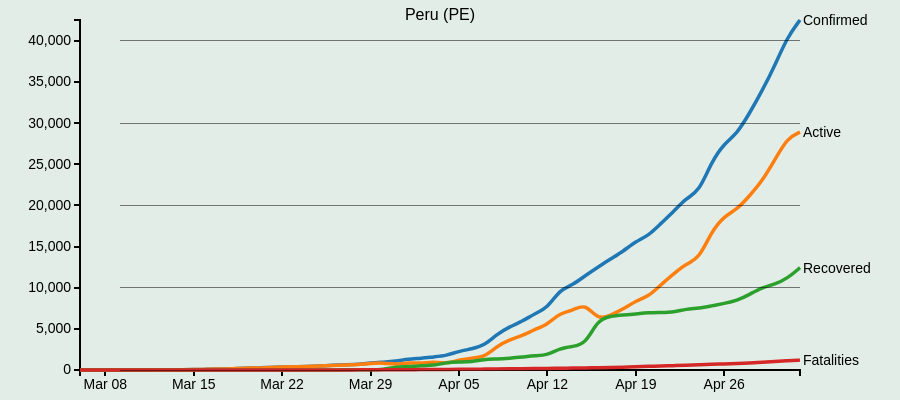 Peru (PE)
Confirmed
40,000
35,000
30,000
Active
25,000
20,000
15,000
Recovered
10,000
5,000
Fatalities
0
Mar 08 Mar 15 Mar 22 Mar 29 Apr 05 Apr 12 Apr 19 Apr 26